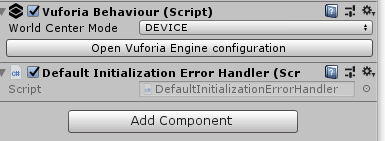 Vuforia Behaviour (Script)
World Center Mode DEVICE
Open Vuforia Engine configuration
Default Initialization Error Handler (Scr
Script DefaultInitializationErrorHandler
Add Component